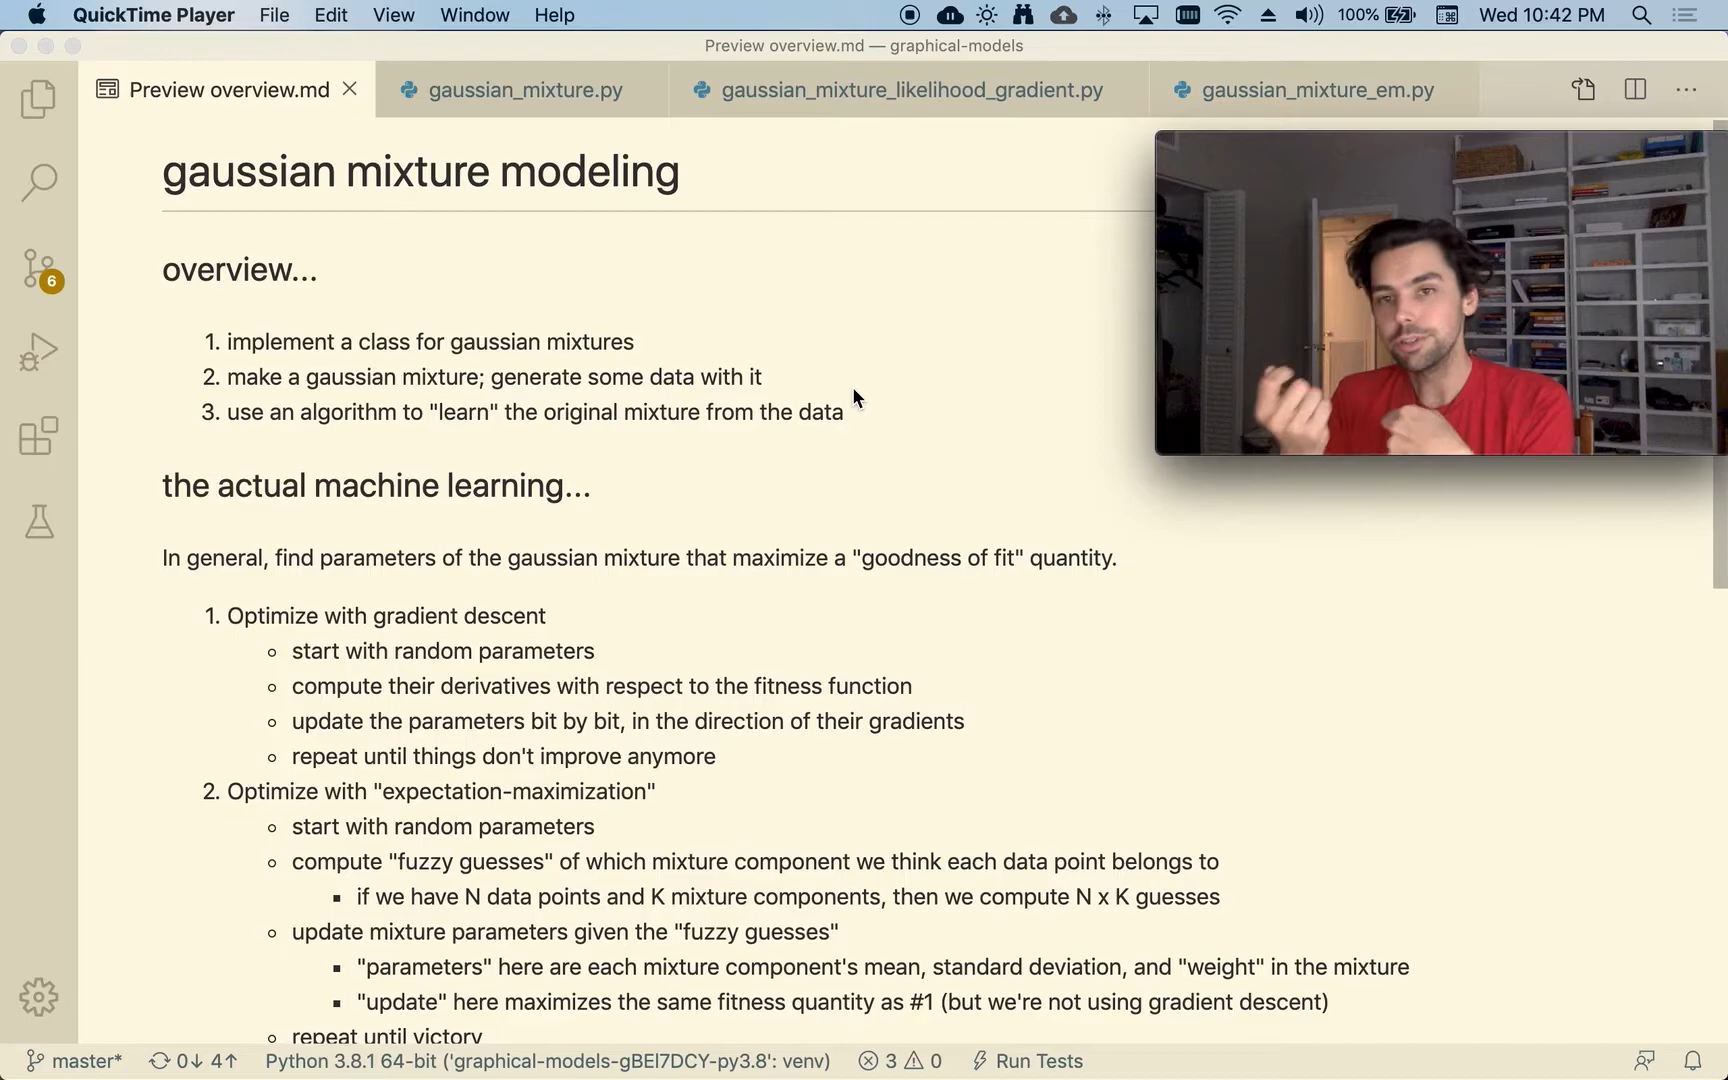 QuickTime Player File Edit View Window Help 100% Wed 10:42 PM
Preview overview.md — graphical-models
Preview overview.md gaussian_mixture.py gaussian_mixture_likelihood_gradient.py gaussian_mixture_em.py
gaussian mixture modeling
overview...
1. implement a class for gaussian mixtures
2. make a gaussian mixture; generate some data with it
3. use an algorithm to "learn" the original mixture from the data
6
the actual machine learning...
In general, find parameters of the gaussian mixture that maximize a "goodness of fit" quantity.
1. Optimize with gradient descent
start with random parameters
compute their derivatives with respect to the fitness function
update the parameters bit by bit, in the direction of their gradients
repeat until things don't improve anymore
2. Optimize with "expectation-maximization"
start with random parameters
compute "fuzzy guesses" of which mixture component we think each data point belongs to
if we have N data points and K mixture components, then we compute N x K guesses
update mixture parameters given the "fuzzy guesses"
"parameters" here are each mixture component's mean, standard deviation, and "weight" in the mixture
"update" here maximizes the same fitness quantity as #1 (but we're not using gradient descent)
repeat until victory
master* 0↓ 4↑ Python 3.8.1 64-bit ('graphical-models-gBEl7DCY-py3.8': venv) 3 0 Run Tests